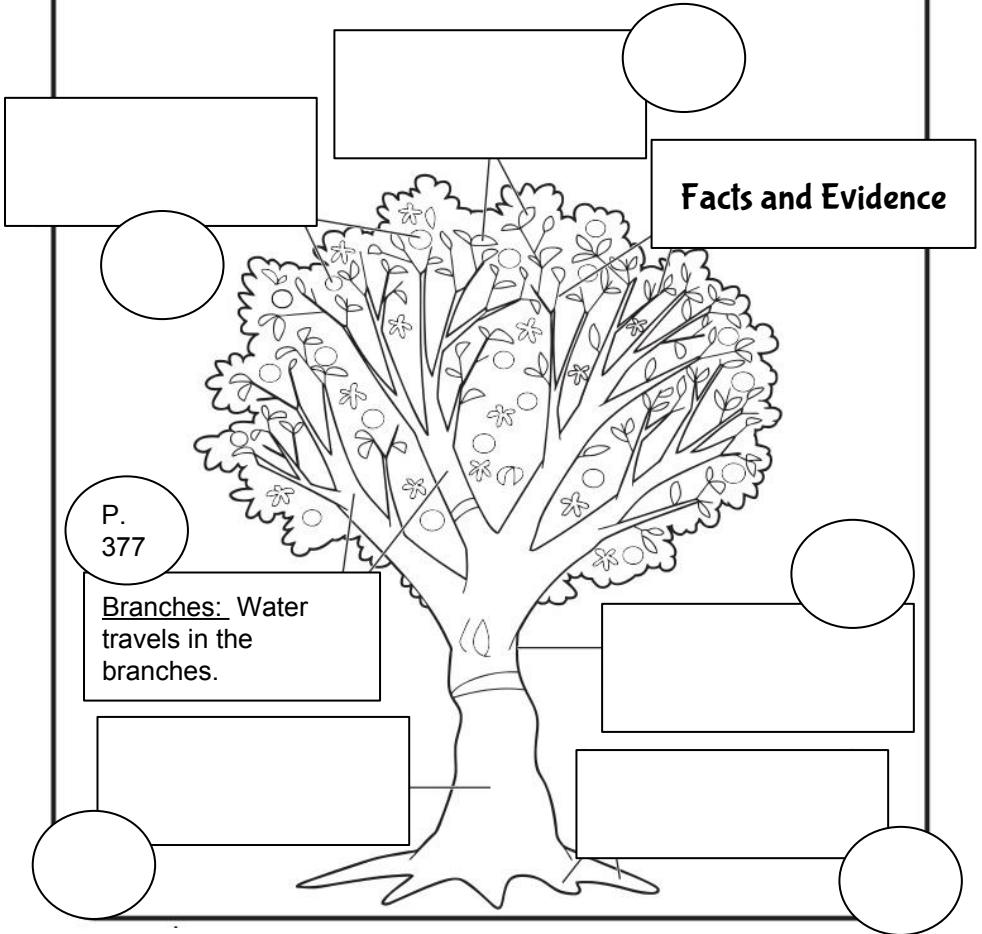 Facts and Evidence
P.
377
Branches:  Water
travels in the
branches.